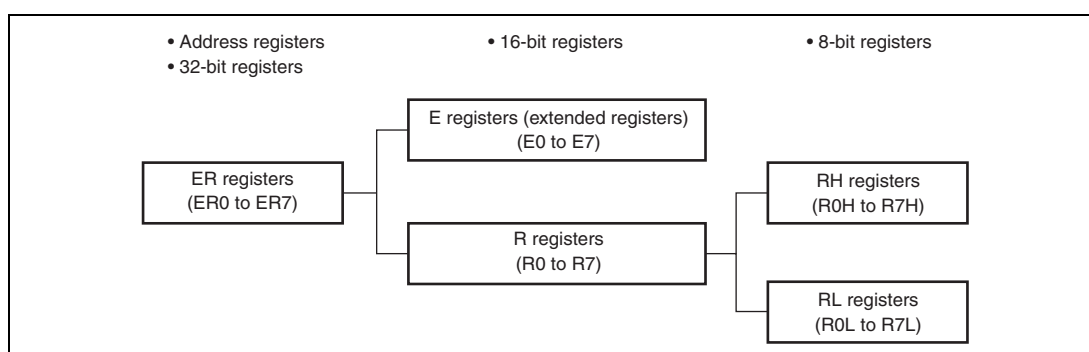 • Address registers
• 32-bit registers
• 16-bit registers
• 8-bit registers
E registers (extended registers)
(E0 to E7)
ER registers
(ER0 to ER7)
RH registers
(R0H to R7H)
R registers
(R0 to R7)
RL registers
(R0L to R7L)